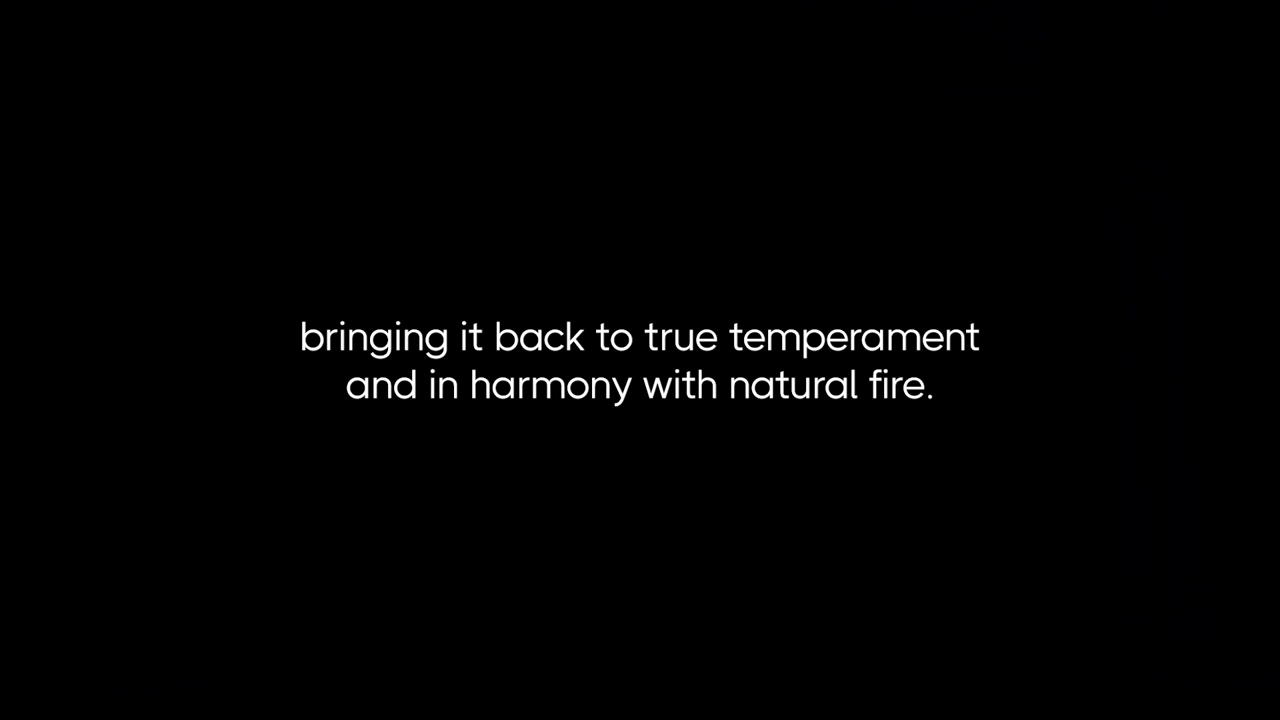 bringing it back to true temperament
and in harmony with natural fire.